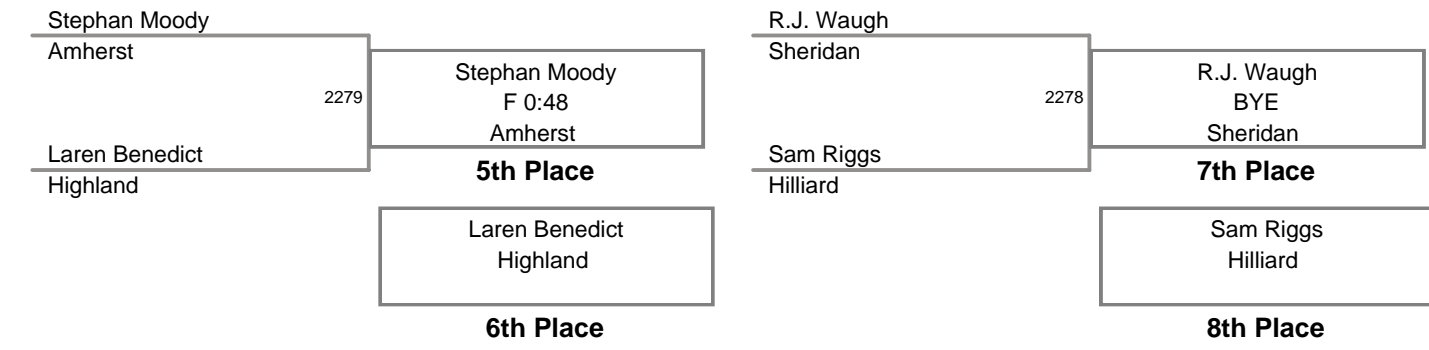 Stephan Moody
Amherst
2279
Laren Benedict
Highland
Stephan Moody
F 0:48
Amherst
5th Place
Laren Benedict
Highland
6th Place
R.J. Waugh
Sheridan
2278
Sam Riggs
Hilliard
R.J. Waugh
BYE
Sheridan
7th Place
Sam Riggs
Hilliard
8th Place